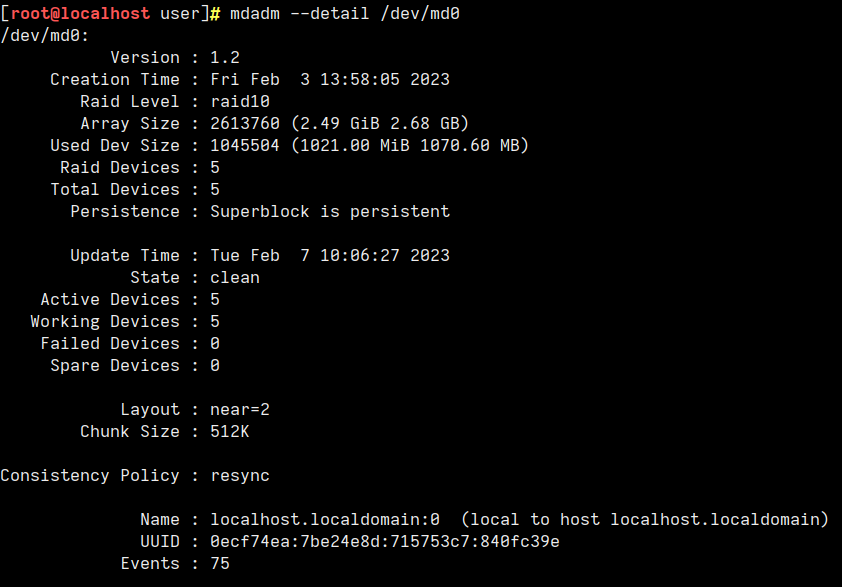 [root@localhost user]# mdadm --detail /dev/md0
/dev/md0:
Version : 1.2
Creation Time : Fri Feb  3 13:58:05 2023
Raid Level : raid10
Array Size : 2613760 (2.49 GiB 2.68 GB)
Used Dev Size : 1045504 (1021.00 MiB 1070.60 MB)
Raid Devices : 5
Total Devices : 5
Persistence : Superblock is persistent
Update Time : Tue Feb  7 10:06:27 2023
State : clean
Active Devices : 5
Working Devices : 5
Failed Devices : 0
Spare Devices : 0
Layout : near=2
Chunk Size : 512K
Consistency Policy : resync
Name : localhost.localdomain:0  (local to host localhost.localdomain)
UUID : 0ecf74ea:7be24e8d:715753c7:840fc39e
Events : 75